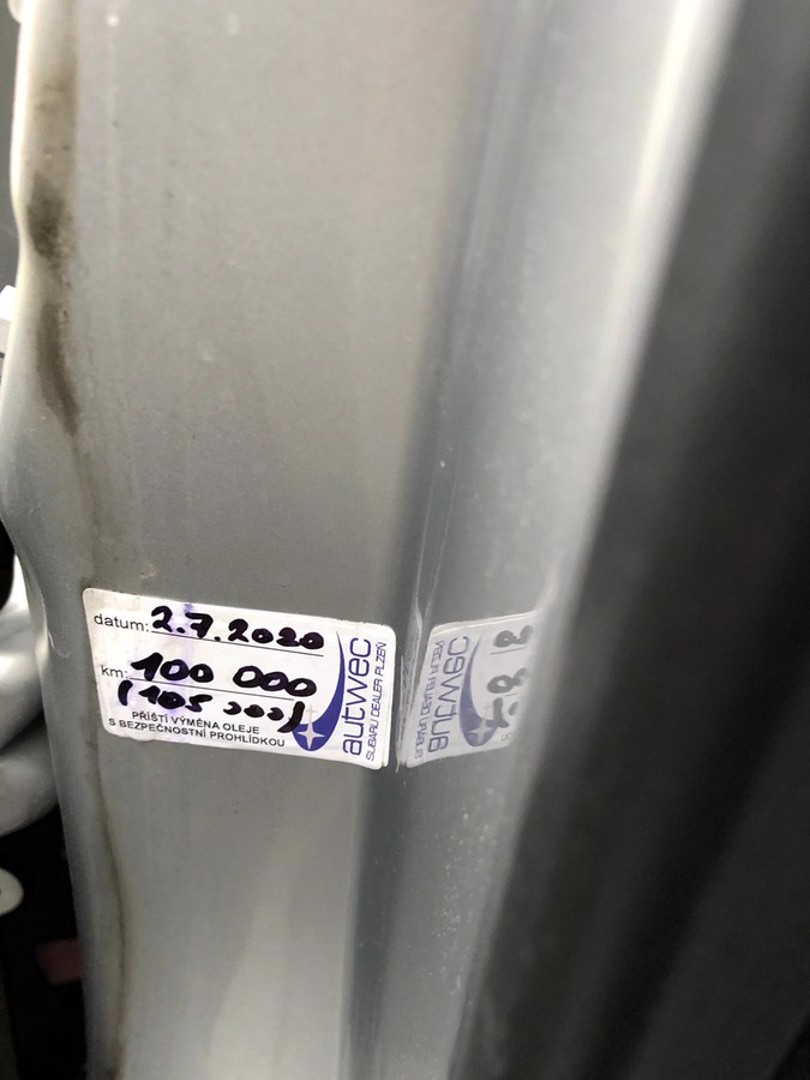 datum: 2.7.2020
km: 100 000
(105 000)
PŘÍŠTÍ VÝMĚNA OLEJE
S BEZPEČNOSTNÍ PROHLÍDKOU
autwec
SUBARU DEALER PLZEŇ